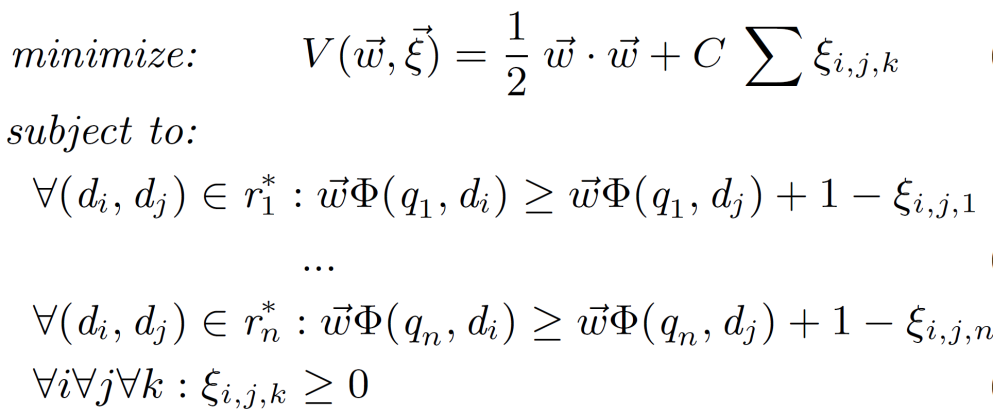 minimize: V(w⃗, ξ⃗) = 1/2 w⃗ · w⃗ + C ∑ ξ_{i,j,k}
subject to:
∀(d_i, d_j) ∈ r_1^* : w⃗Φ(q_1, d_i) ≥ w⃗Φ(q_1, d_j) + 1 − ξ_{i,j,1}
...
∀(d_i, d_j) ∈ r_n^* : w⃗Φ(q_n, d_i) ≥ w⃗Φ(q_n, d_j) + 1 − ξ_{i,j,n}
∀i∀j∀k : ξ_{i,j,k} ≥ 0